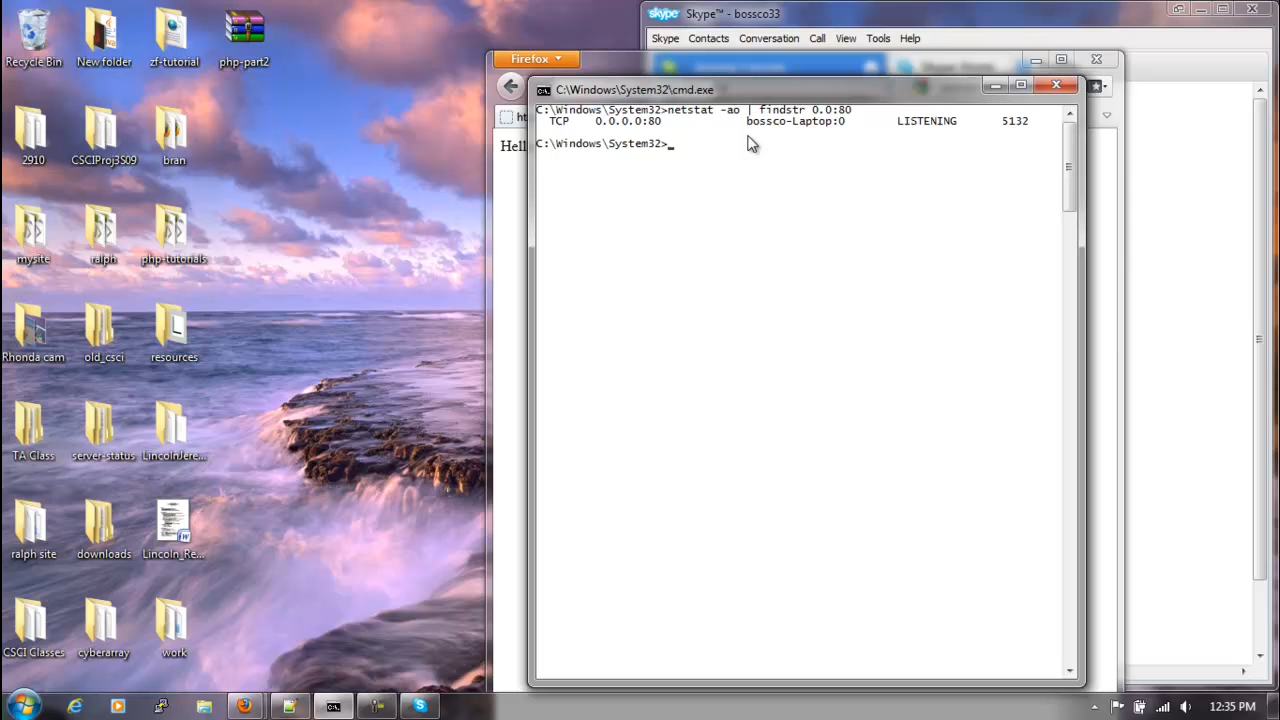 Recycle Bin
New folder
zf-tutorial
php-part2
2910
CSCIProj3S09
bran
mysite
ralph
php-tutorials
Rhonda cam
old_csci
resources
TA Class
server-status
LincolnJere...
ralph site
downloads
Lincoln_Re...
CSCI Classes
cyberarray
work
Skype™ - bossco33
Skype Contacts Conversation Call View Tools Help
Firefox
Hell
C:\Windows\System32\cmd.exe
C:\Windows\System32>netstat -ao | findstr 0.0:80
TCP 0.0.0.0:80 bossco-Laptop:0 LISTENING 5132
C:\Windows\System32>_
12:35 PM